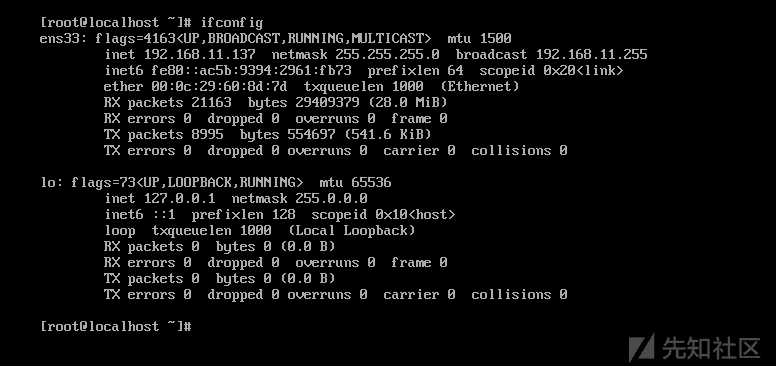 [root@localhost ~]# ifconfig
ens33: flags=4163<UP,BROADCAST,RUNNING,MULTICAST>  mtu 1500
        inet 192.168.11.137  netmask 255.255.255.0  broadcast 192.168.11.255
        inet6 fe80::ac5b:9394:2961:fb73  prefixlen 64  scopeid 0x20<link>
        ether 00:0c:29:60:8d:7d  txqueuelen 1000  (Ethernet)
        RX packets 21163  bytes 29409379 (28.0 MiB)
        RX errors 0  dropped 0  overruns 0  frame 0
        TX packets 8995  bytes 554697 (541.6 KiB)
        TX errors 0  dropped 0 overruns 0  carrier 0  collisions 0

lo: flags=73<UP,LOOPBACK,RUNNING>  mtu 65536
        inet 127.0.0.1  netmask 255.0.0.0
        inet6 ::1  prefixlen 128  scopeid 0x10<host>
        loop  txqueuelen 1000  (Local Loopback)
        RX packets 0  bytes 0 (0.0 B)
        RX errors 0  dropped 0  overruns 0  frame 0
        TX packets 0  bytes 0 (0.0 B)
        TX errors 0  dropped 0 overruns 0  carrier 0  collisions 0

[root@localhost ~]#
先知社区